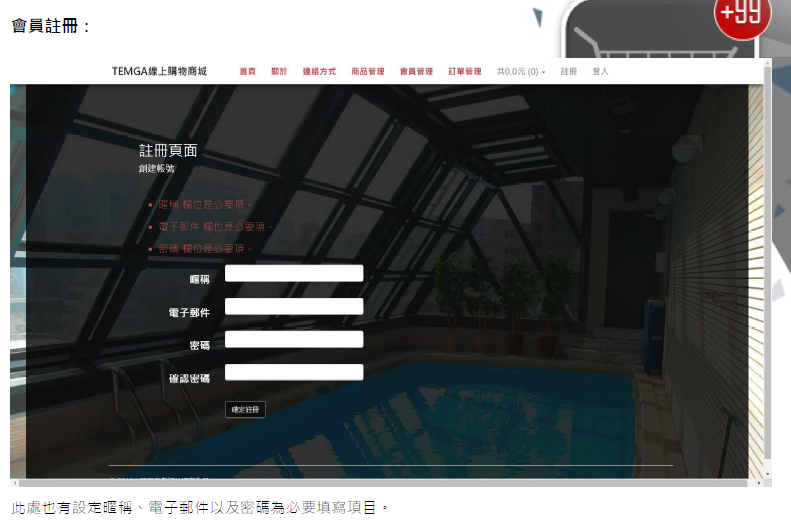 會員註冊：
+99
TEMGA線上購物商城 首頁 關於 連絡方式 商品管理 會員管理 訂單管理 共0.0元 (0) 註冊 登入
註冊頁面
創建帳號
暱稱 欄位是必要項。
電子郵件 欄位是必要項。
密碼 欄位是必要項。
暱稱
電子郵件
密碼
確認密碼
確定註冊
此處也有設定暱稱、電子郵件以及密碼為必要填寫項目。